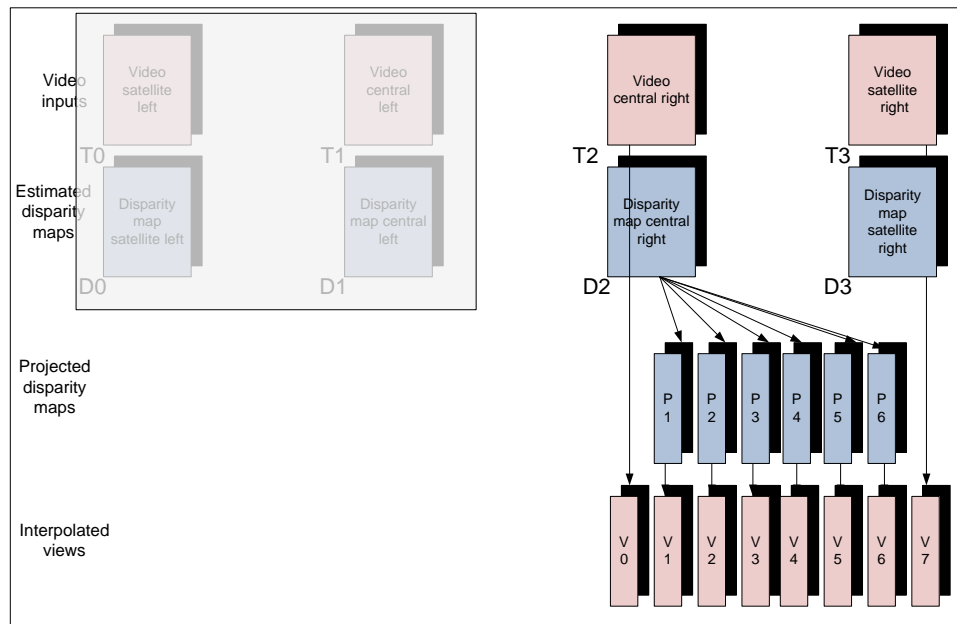 Video
inputs
Video
satellite
left
Video
central
left
Video
central right
Video
satellite
right
T0
T1
T2
T3
Estimated
disparity
maps
Disparity
map
satellite left
Disparity
map central
left
Disparity
map central
right
Disparity
map
satellite
right
D0
D1
D2
D3
Projected
disparity
maps
P
1
P
2
P
3
P
4
P
5
P
6
Interpolated
views
V
0
V
1
V
2
V
3
V
4
V
5
V
6
V
7